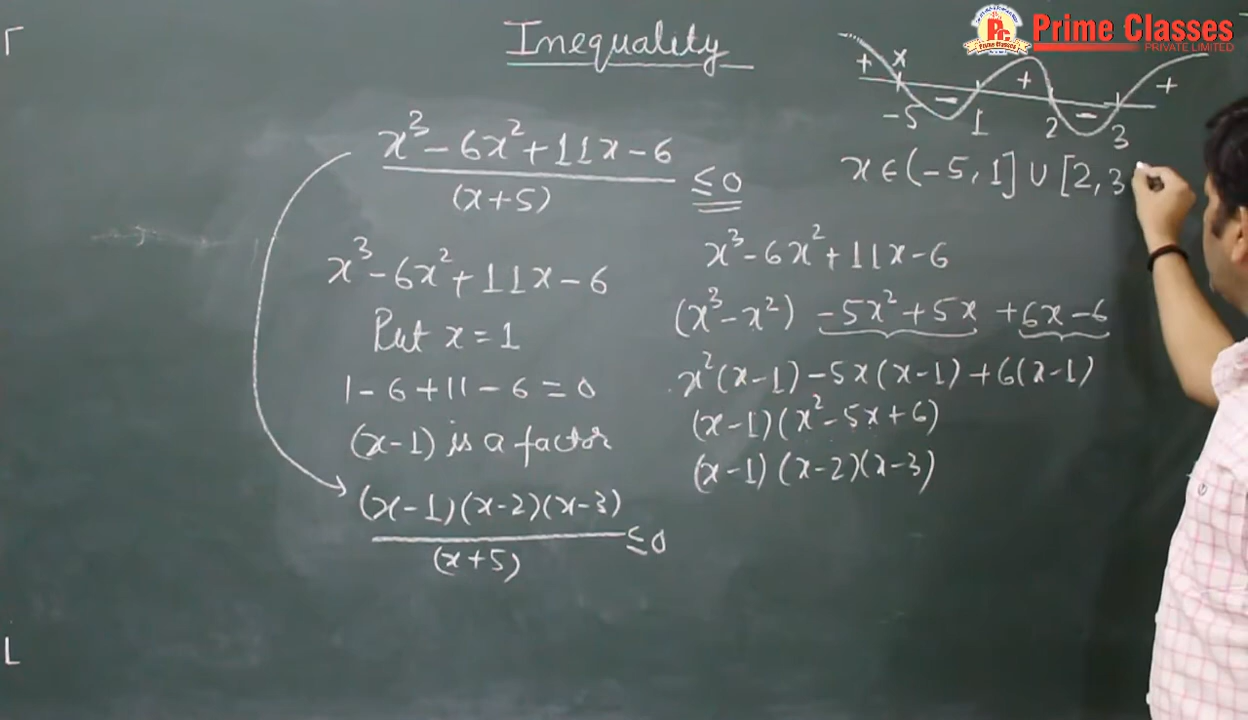 Inequality
Prime Classes
PRIVATE LIMITED
x³ - 6x² + 11x - 6
(x+5)
≤ 0
x³ - 6x² + 11x - 6
Put x = 1
1 - 6 + 11 - 6 = 0
(x-1) is a factor
(x-1)(x-2)(x-3)
(x+5)
≤ 0
+ x - + - +
-5 1 2 3
x ∈ (-5, 1] ∪ [2, 3
x³ - 6x² + 11x - 6
(x³ - x²) - 5x² + 5x + 6x - 6
x²(x-1) - 5x(x-1) + 6(x-1)
(x-1)(x² - 5x + 6)
(x-1)(x-2)(x-3)